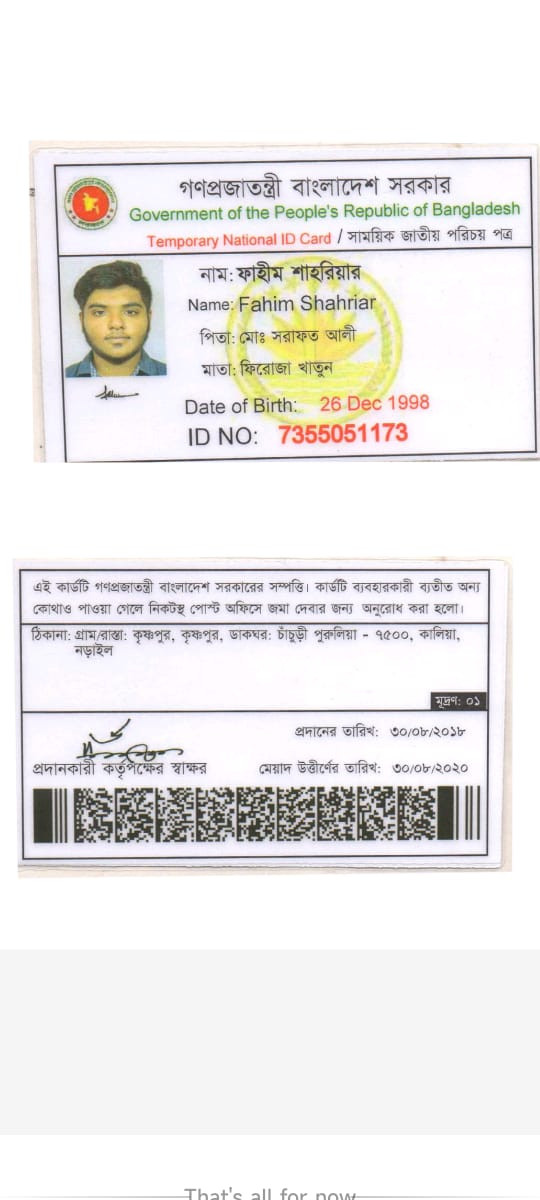 গণপ্রজাতন্ত্রী বাংলাদেশ সরকার
Government of the People's Republic of Bangladesh
Temporary National ID Card / সাময়িক জাতীয় পরিচয় পত্র
নাম: ফাহীম শাহরিয়ার
Name: Fahim Shahriar
পিতা: মোঃ সরাফত আলী
মাতা: ফিরোজা খাতুন
Date of Birth: 26 Dec 1998
ID NO: 7355051173
এই কার্ডটি গণপ্রজাতন্ত্রী বাংলাদেশ সরকারের সম্পত্তি। কার্ডটি ব্যবহারকারী ব্যতীত অন্য
কোথাও পাওয়া গেলে নিকটস্থ পোস্ট অফিসে জমা দেবার জন্য অনুরোধ করা হলো।
ঠিকানা: গ্রাম/রাস্তা: কৃষ্ণপুর, কৃষ্ণপুর, ডাকঘর: চাঁচুড়ী পুরুলিয়া - ৭৫০০, কালিয়া,
নড়াইল
মূদ্রণ: ০১
প্রদানের তারিখ: ৩০/০৮/২০১৮
প্রদানকারী কর্তৃপক্ষের স্বাক্ষর
মেয়াদ উত্তীর্ণের তারিখ: ৩০/০৮/২০২০
That's all for now